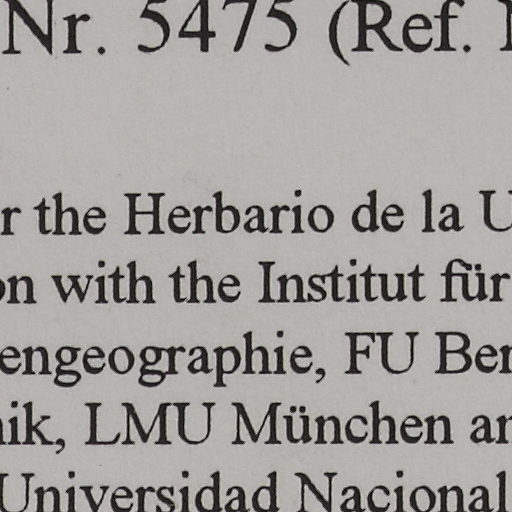 Nr. 5475 (Ref.
r the Herbario de la U
on with the Institut für
engeographie, FU Ber
nik, LMU München an
Universidad Nacional